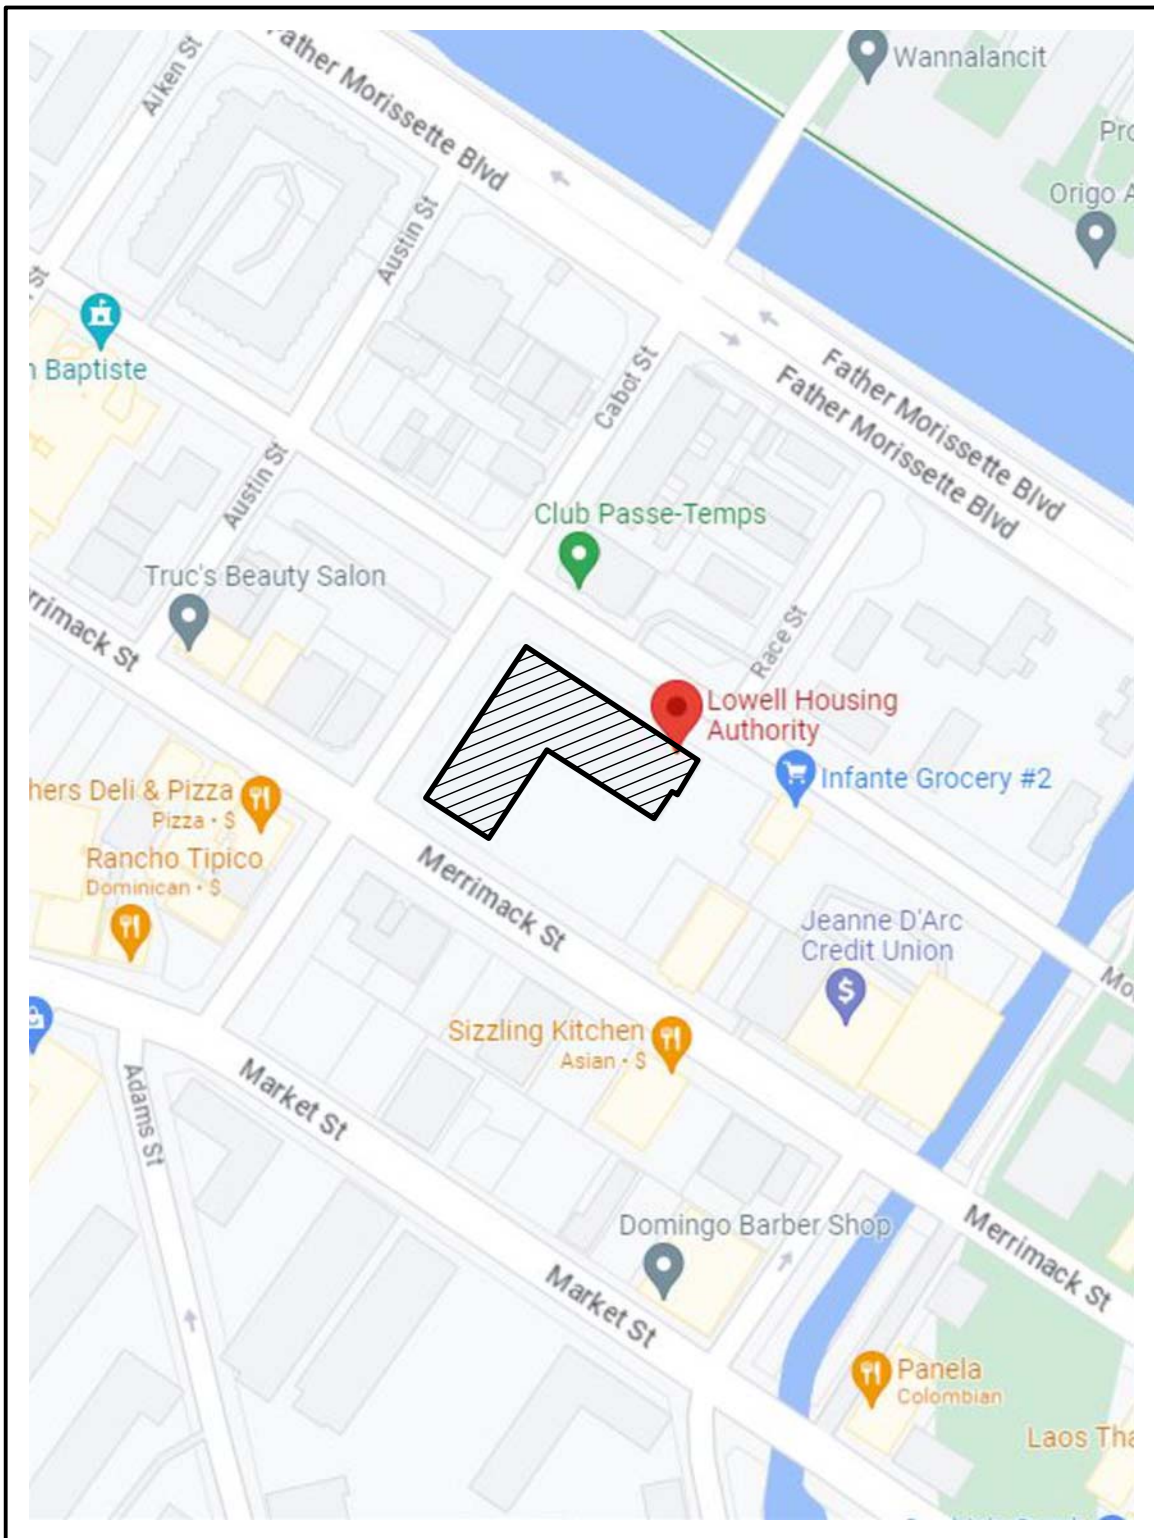 Father Morissette Blvd
Wannalancit
Aiken St
Origo A
Austin St
Baptiste
Father Morissette Blvd
Father Morissette Blvd
Cabot St
Austin St
Club Passe-Temps
Truc's Beauty Salon
Race St
Merrimack St
Lowell Housing
Authority
Infante Grocery #2
hers Deli & Pizza
Pizza · $
Rancho Tipico
Dominican · $
Merrimack St
Jeanne D'Arc
Credit Union
Sizzling Kitchen
Asian · $
Adams St
Market St
Domingo Barber Shop
Merrimack St
Market St
Panela
Colombian
Laos Tha